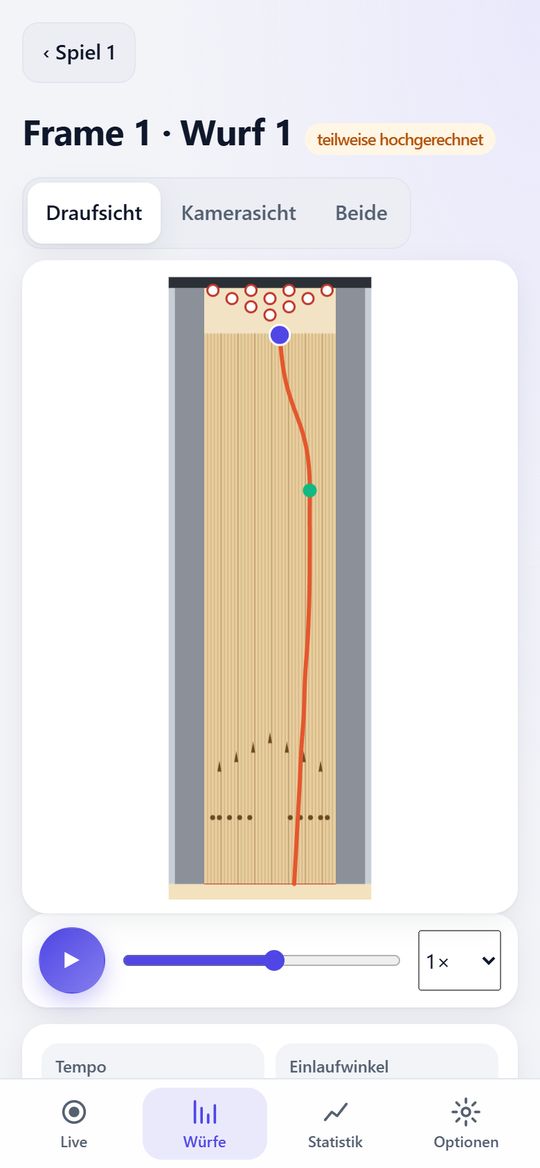 ‹ Spiel 1
Frame 1 · Wurf 1 teilweise hochgerechnet
Draufsicht Kamerasicht Beide
1×
Tempo Einlaufwinkel
Live Würfe Statistik Optionen